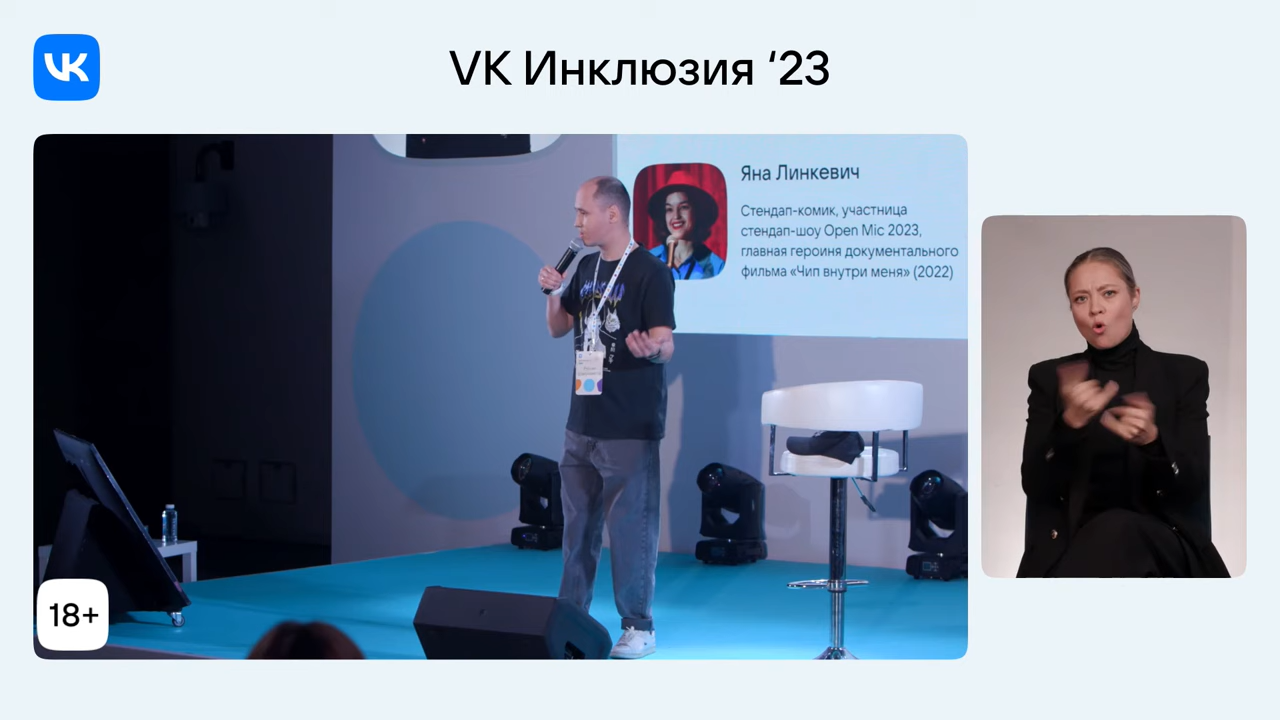 VK
VK Инклюзия ‘23
Яна Линкевич
Стендап-комик, участница
стендап-шоу Open Mic 2023,
главная героиня документального
фильма «Чип внутри меня» (2022)
18+